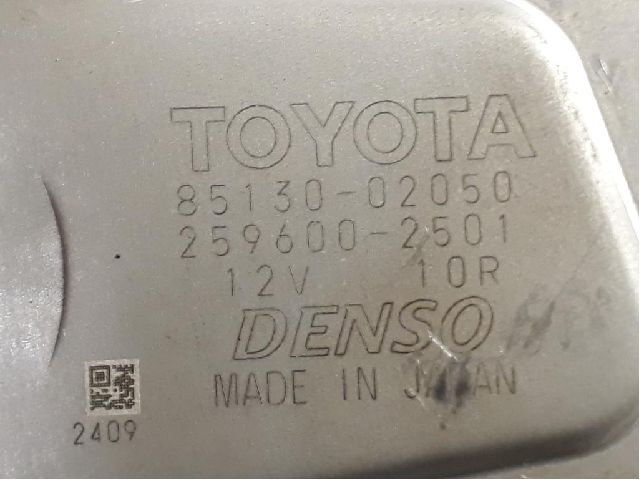 TOYOTA
85130-02050
259600-2501
12V 10R
DENSO
MADE IN JAPAN
2409